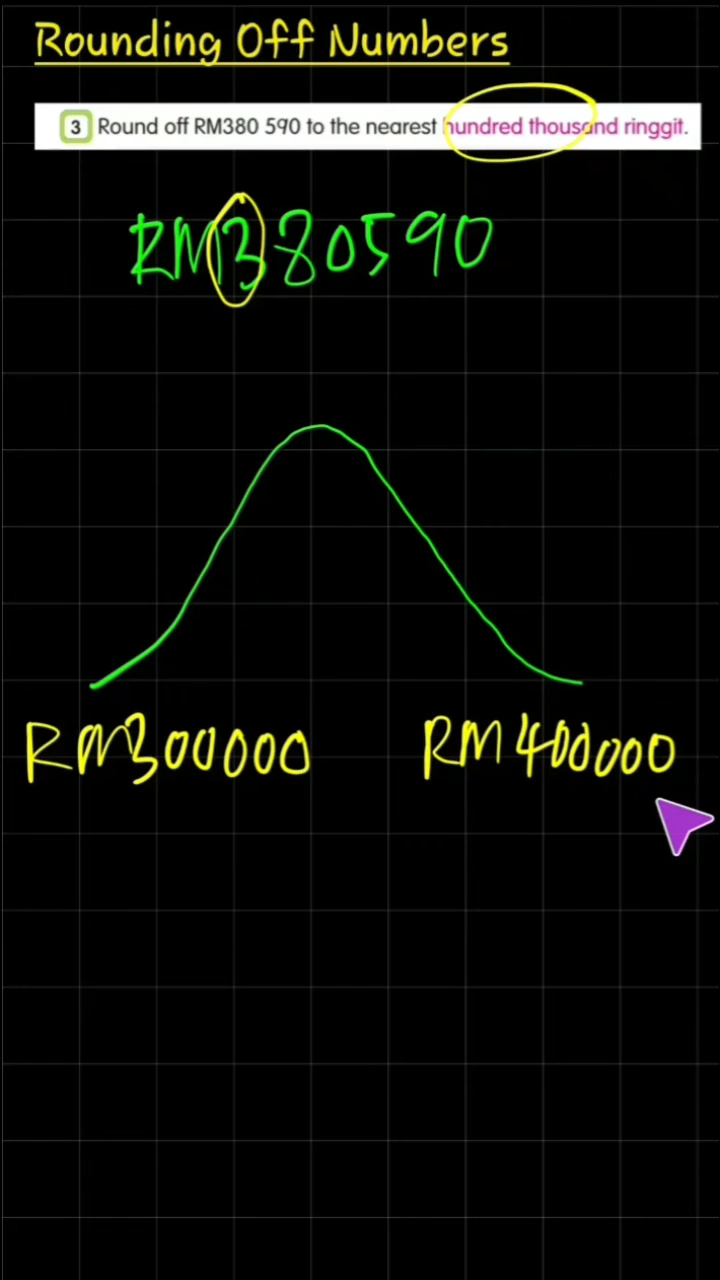 Rounding Off Numbers
3 Round off RM380 590 to the nearest hundred thousand ringgit.
RM380590
RM300000 RM400000